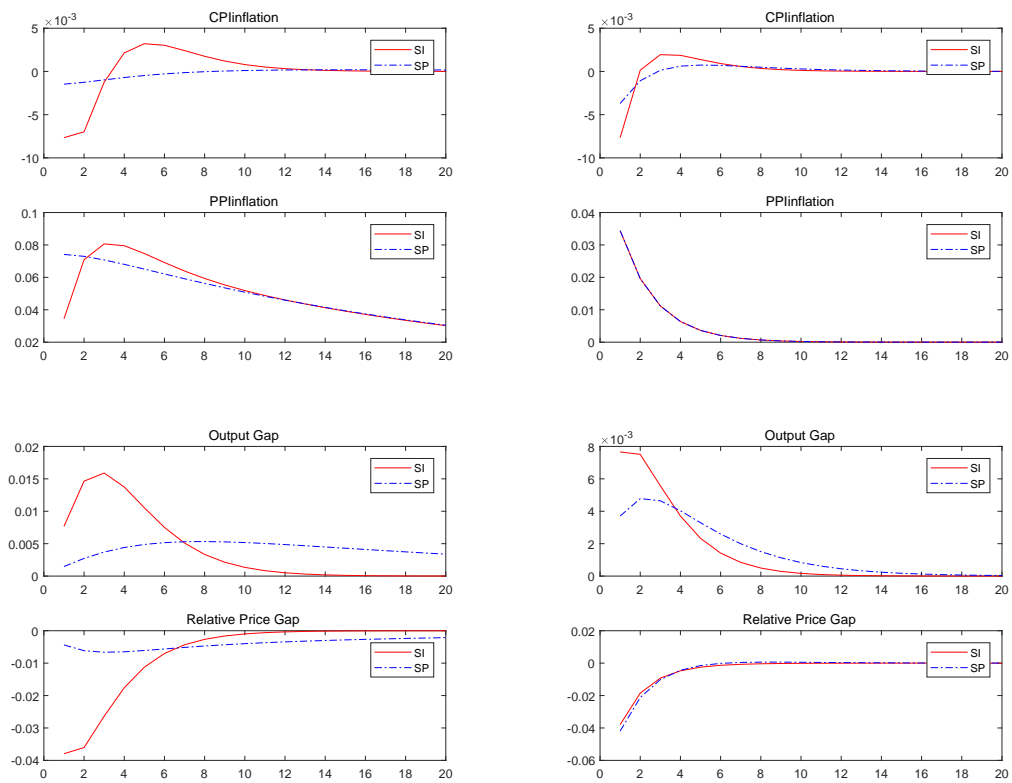 CPIinflation
×10-3
5
0
-5
-10
0 2 4 6 8 10 12 14 16 18 20
SI
SP
CPIinflation
×10-3
5
0
-5
-10
0 2 4 6 8 10 12 14 16 18 20
SI
SP
PPIinflation
0.1
0.08
0.06
0.04
0.02
0 2 4 6 8 10 12 14 16 18 20
SI
SP
PPIinflation
0.04
0.03
0.02
0.01
0
0 2 4 6 8 10 12 14 16 18 20
SI
SP
Output Gap
0.02
0.015
0.01
0.005
0
0 2 4 6 8 10 12 14 16 18 20
SI
SP
Output Gap
×10-3
8
6
4
2
0
0 2 4 6 8 10 12 14 16 18 20
SI
SP
Relative Price Gap
0
-0.01
-0.02
-0.03
-0.04
0 2 4 6 8 10 12 14 16 18 20
SI
SP
Relative Price Gap
0.02
0
-0.02
-0.04
-0.06
0 2 4 6 8 10 12 14 16 18 20
SI
SP